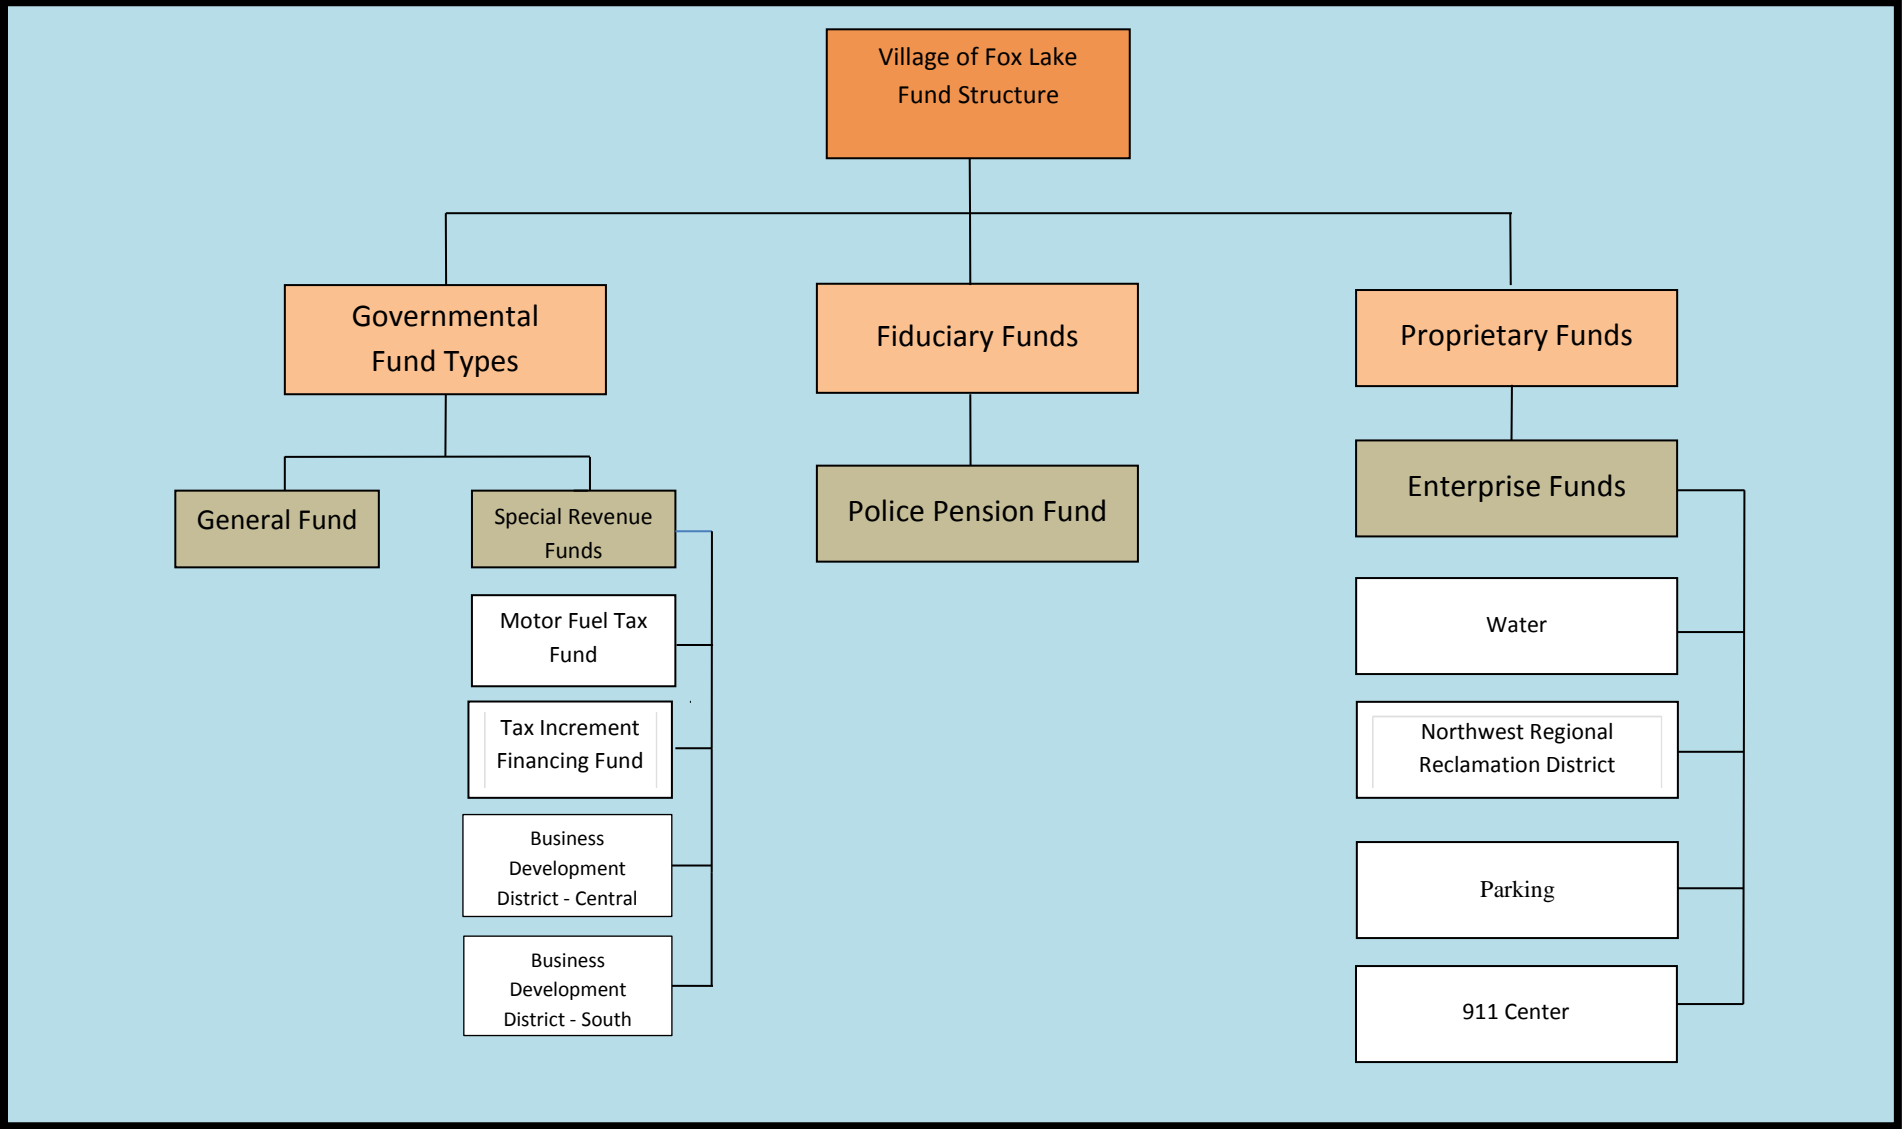 Village of Fox Lake
Fund Structure
Governmental
Fund Types
Fiduciary Funds
Proprietary Funds
General Fund
Special Revenue
Funds
Police Pension Fund
Enterprise Funds
Motor Fuel Tax
Fund
Tax Increment
Financing Fund
Business
Development
District - Central
Business
Development
District - South
Water
Northwest Regional
Reclamation District
Parking
911 Center